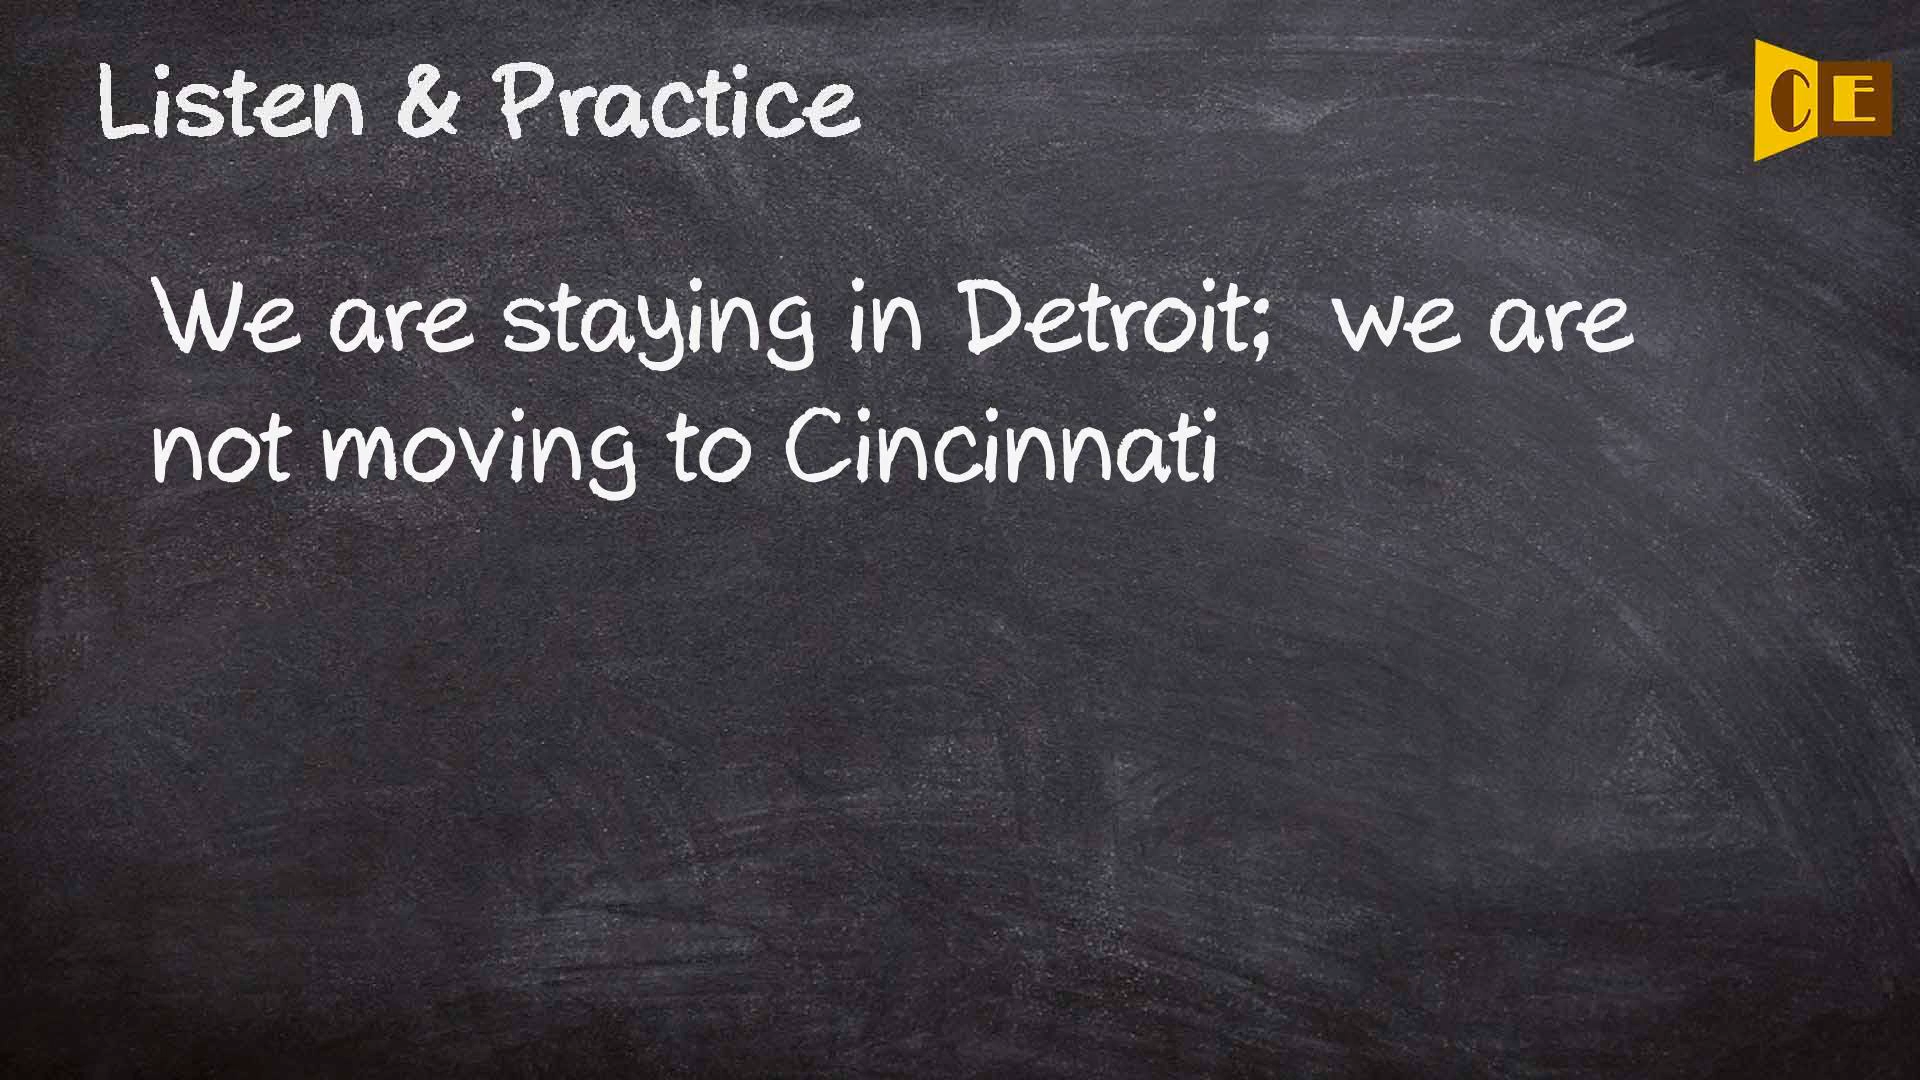 Listen & Practice
CE
We are staying in Detroit;  we are
not moving to Cincinnati